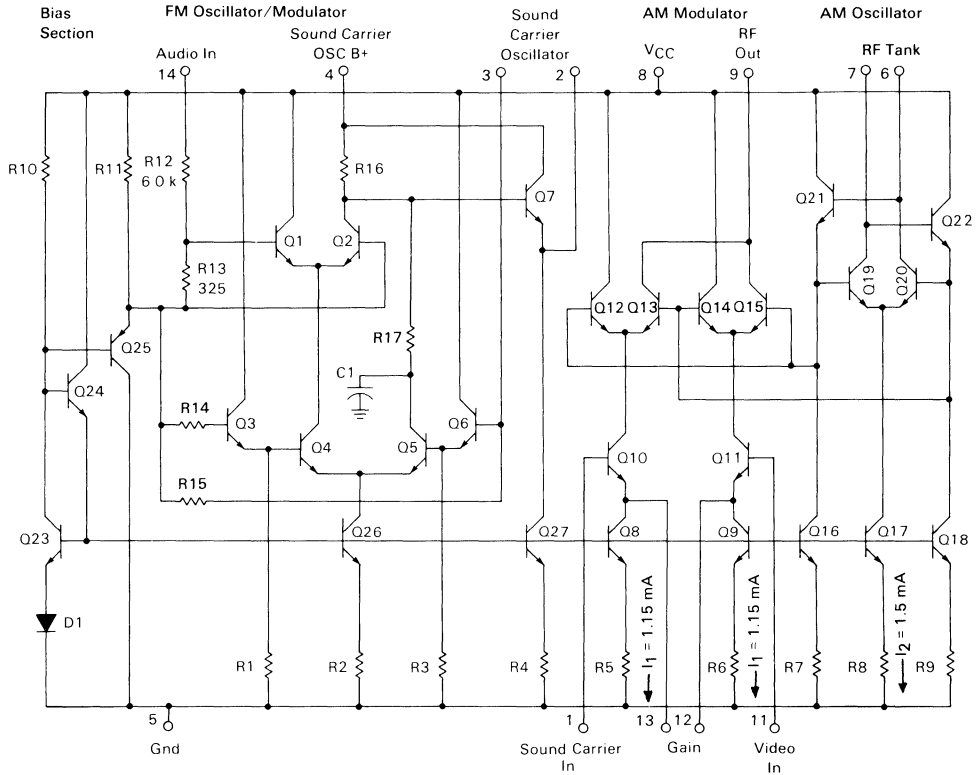 Bias Section
FM Oscillator/Modulator
Sound Carrier Oscillator
AM Modulator
AM Oscillator
Audio In
Sound Carrier OSC B+
VCC
RF Out
RF Tank
14
4
3
2
8
9
7
6
R10
R11
R12
6 0 k
R16
Q7
Q21
Q22
Q1
Q2
R13
325
Q19
Q20
Q12
Q13
Q14
Q15
R17
Q25
C1
Q24
R14
Q3
Q4
Q5
Q6
Q10
Q11
R15
Q23
Q26
Q27
Q8
Q9
Q16
Q17
Q18
D1
R1
R2
R3
R4
R5
I1 = 1.15 mA
R6
I1 = 1.15 mA
R7
R8
I2 = 1.5 mA
R9
5
Gnd
1
13
12
11
Sound Carrier In
Gain
Video In